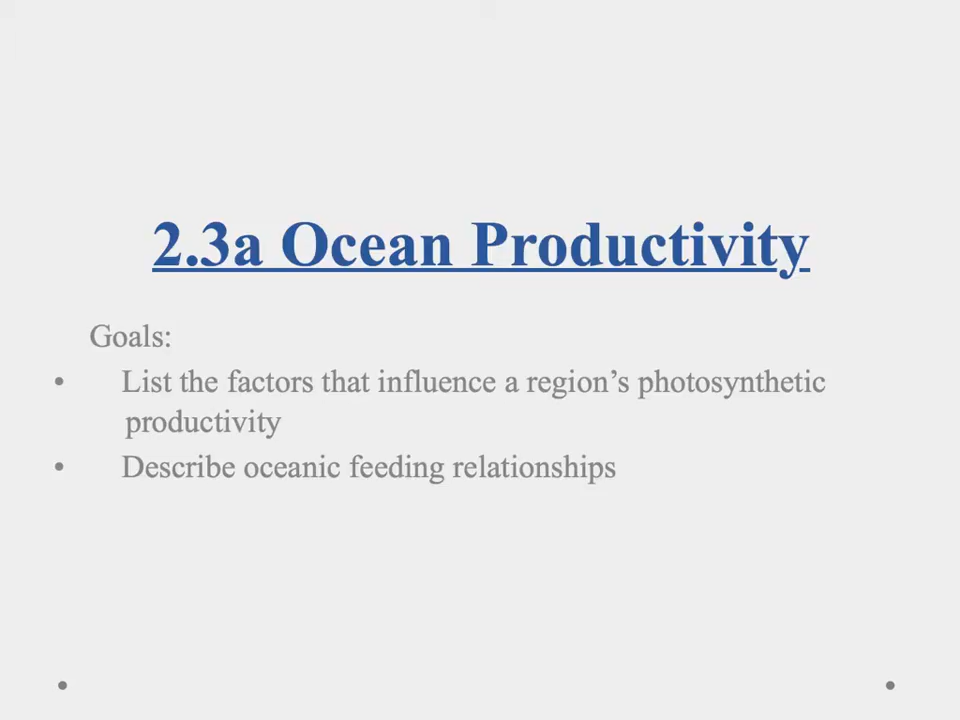 2.3a Ocean Productivity
Goals:
• List the factors that influence a region’s photosynthetic
productivity
• Describe oceanic feeding relationships